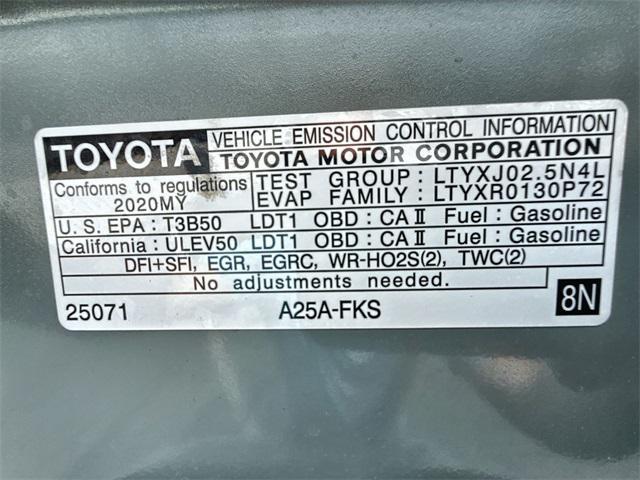 TOYOTA
VEHICLE EMISSION CONTROL INFORMATION
TOYOTA MOTOR CORPORATION
Conforms to regulations
2020MY
TEST GROUP : LTYXJ02.5N4L
EVAP FAMILY : LTYXR0130P72
U. S. EPA : T3B50 LDT1 OBD : CA II Fuel : Gasoline
California : ULEV50 LDT1 OBD : CA II Fuel : Gasoline
DFI+SFI, EGR, EGRC, WR-HO2S(2), TWC(2)
No adjustments needed.
25071 A25A-FKS 8N